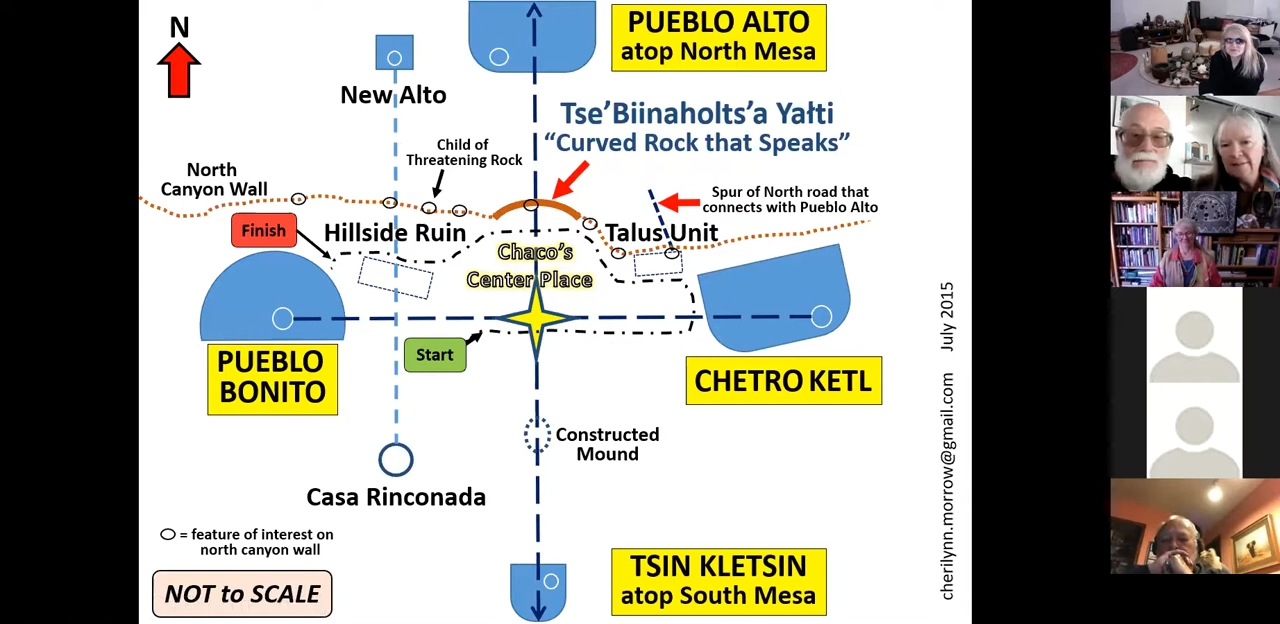 N
PUEBLO ALTO
atop North Mesa
New Alto
Tse’Biinaholts’a Yałti
“Curved Rock that Speaks”
Child of
Threatening Rock
North
Canyon Wall
Spur of North road that
connects with Pueblo Alto
Finish
Hillside Ruin
Talus Unit
Chaco’s
Center Place
Start
PUEBLO
BONITO
CHETRO KETL
Constructed
Mound
Casa Rinconada
= feature of interest on
north canyon wall
NOT to SCALE
TSIN KLETSIN
atop South Mesa
cherilynn.morrow@gmail.com July 2015